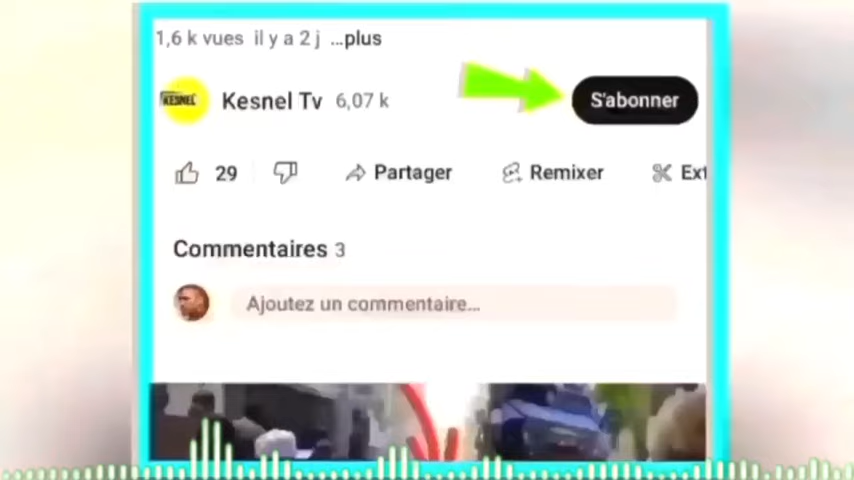 1,6 k vues il y a 2 j ...plus
KESNEL
Kesnel Tv 6,07 k
S'abonner
29
Partager
Remixer
Ext
Commentaires 3
Ajoutez un commentaire...